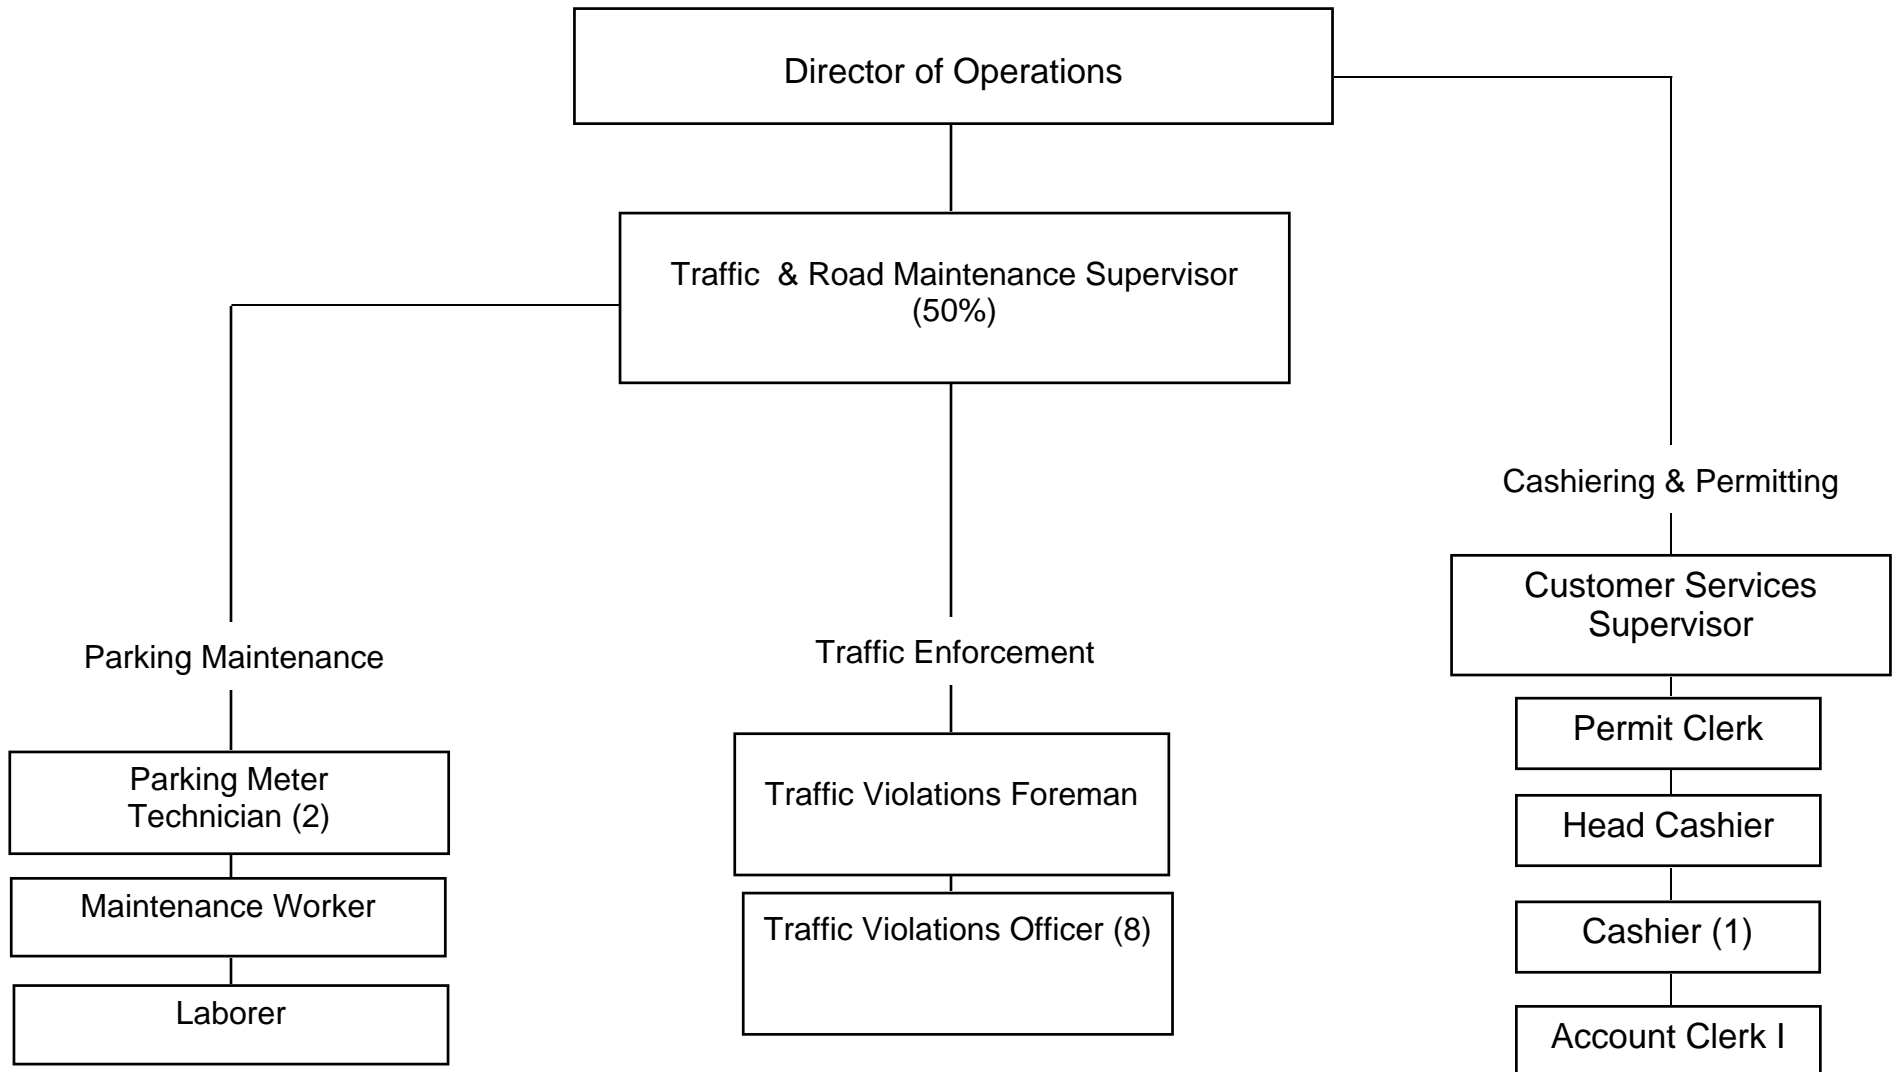 Director of Operations
Traffic & Road Maintenance Supervisor
(50%)
Cashiering & Permitting
Customer Services
Supervisor
Parking Maintenance
Traffic Enforcement
Permit Clerk
Parking Meter
Technician (2)
Traffic Violations Foreman
Head Cashier
Maintenance Worker
Traffic Violations Officer (8)
Cashier (1)
Laborer
Account Clerk I